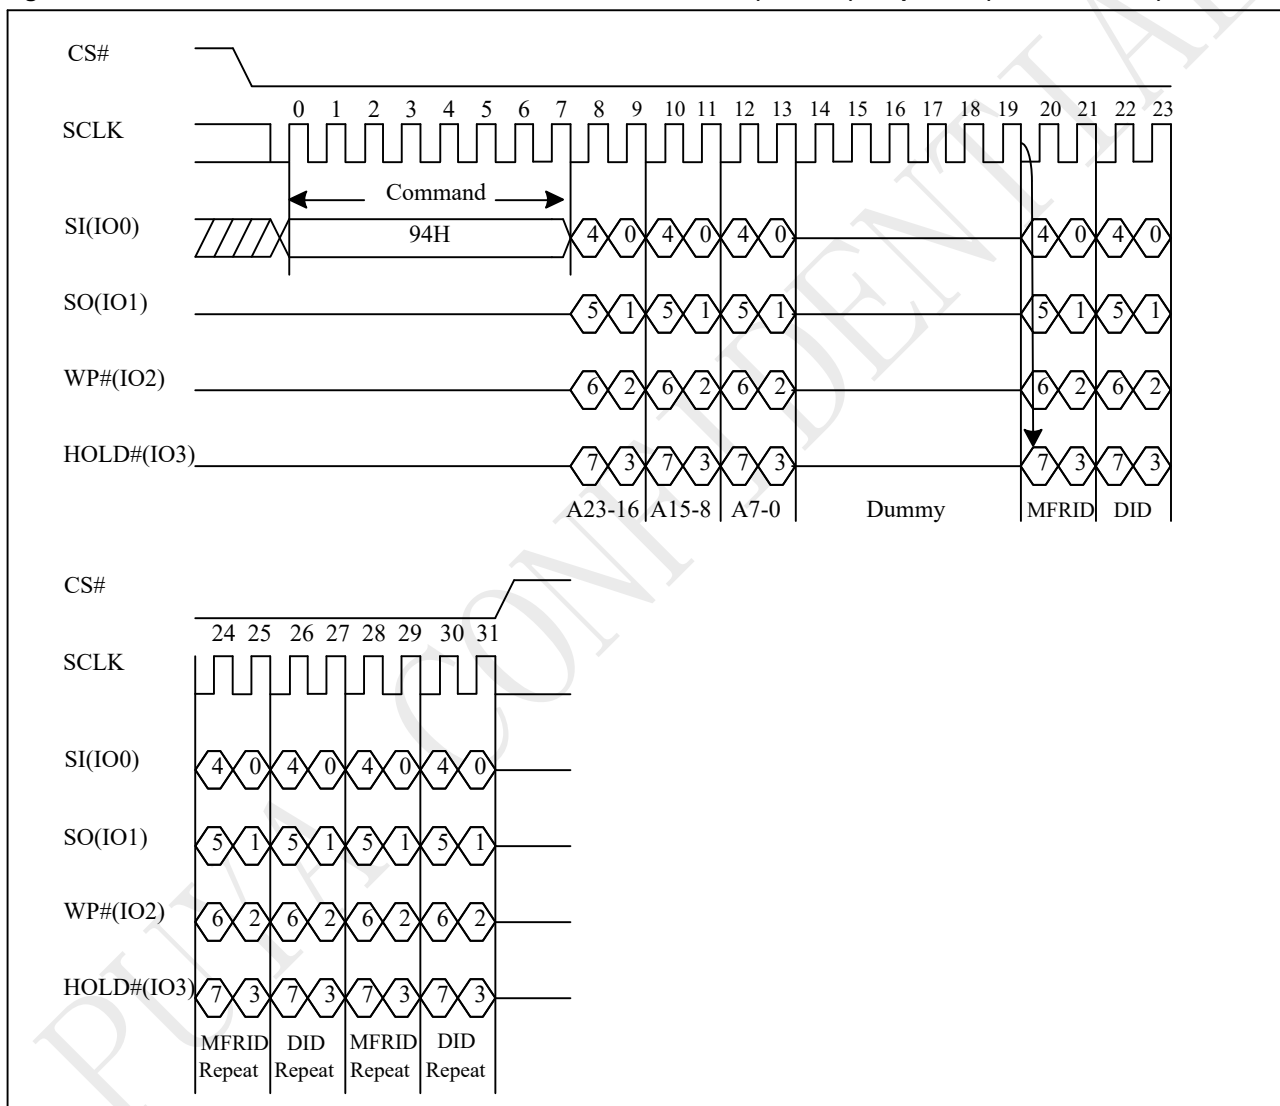 CS#
0 1 2 3 4 5 6 7 8 9 10 11 12 13 14 15 16 17 18 19 20 21 22 23
SCLK
Command
SI(IO0) 94H 4 0 4 0 4 0 4 0 4 0
SO(IO1) 5 1 5 1 5 1 5 1 5 1
WP#(IO2) 6 2 6 2 6 2 6 2 6 2
HOLD#(IO3) 7 3 7 3 7 3 7 3 7 3
A23-16 A15-8 A7-0 Dummy MFRID DID
CS#
24 25 26 27 28 29 30 31
SCLK
SI(IO0) 4 0 4 0 4 0 4 0
SO(IO1) 5 1 5 1 5 1 5 1
WP#(IO2) 6 2 6 2 6 2 6 2
HOLD#(IO3) 7 3 7 3 7 3 7 3
MFRID DID MFRID DID
Repeat Repeat Repeat Repeat
PUYA CONFIDENTIAL